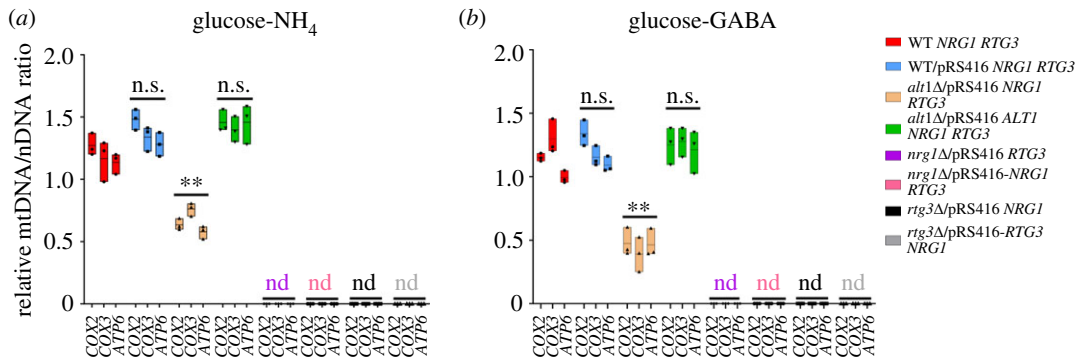 (a) glucose-NH4
(b) glucose-GABA
relative mtDNA/nDNA ratio
2.0
1.5
1.0
0.5
0
n.s.
**
n.s.
nd
nd
nd
nd
COX2 COX3 ATP6 COX2 COX3 ATP6 COX2 COX3 ATP6 COX2 COX3 ATP6 COX2 COX3 ATP6 COX2 COX3 ATP6 COX2 COX3 ATP6 COX2 COX3 ATP6
2.0
1.5
1.0
0.5
0
n.s.
**
n.s.
nd
nd
nd
nd
COX2 COX3 ATP6 COX2 COX3 ATP6 COX2 COX3 ATP6 COX2 COX3 ATP6 COX2 COX3 ATP6 COX2 COX3 ATP6 COX2 COX3 ATP6 COX2 COX3 ATP6
WT NRG1 RTG3
WT/pRS416 NRG1 RTG3
alt1Δ/pRS416 NRG1
RTG3
alt1Δ/pRS416 ALT1
NRG1 RTG3
nrg1Δ/pRS416 RTG3
nrg1Δ/pRS416-NRG1
RTG3
rtg3Δ/pRS416 NRG1
rtg3Δ/pRS416-RTG3
NRG1